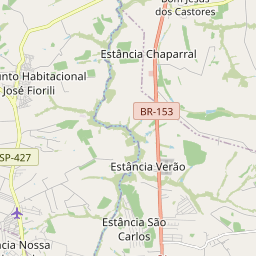 Bom Jesus
dos Castores
Estância Chaparral
unto Habitacional
José Fiorili
BR-153
SP-427
Estância Verão
Estância São
Carlos
ncia Nossa